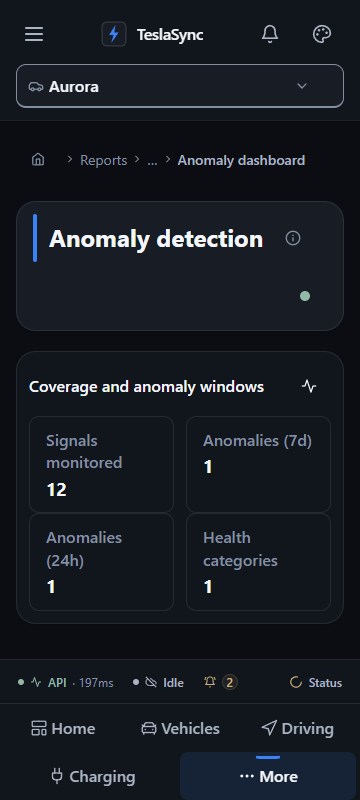 TeslaSync
Aurora
Reports
...
Anomaly dashboard
Anomaly detection
Coverage and anomaly windows
Signals
monitored
12
Anomalies (7d)
1
Anomalies
(24h)
1
Health
categories
1
API · 197ms
Idle
2
Status
Home
Vehicles
Driving
Charging
More